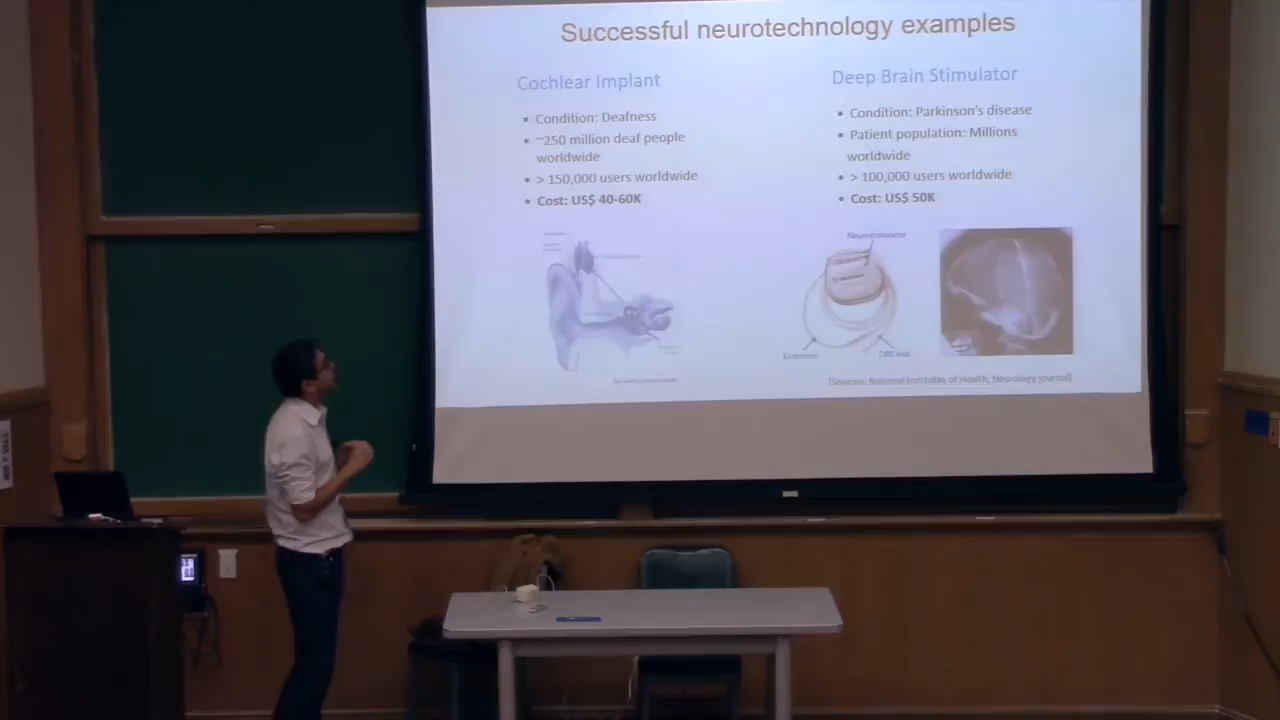 Successful neurotechnology examples
Cochlear Implant
• Condition: Deafness
• ~250 million deaf people
worldwide
• > 150,000 users worldwide
• Cost: US$ 40-60K
Deep Brain Stimulator
• Condition: Parkinson's disease
• Patient population: Millions
worldwide
• > 100,000 users worldwide
• Cost: US$ 50K
Neurostimulator
Extension
DBS lead
[Sources: National Institutes of Health, Neurology journal]